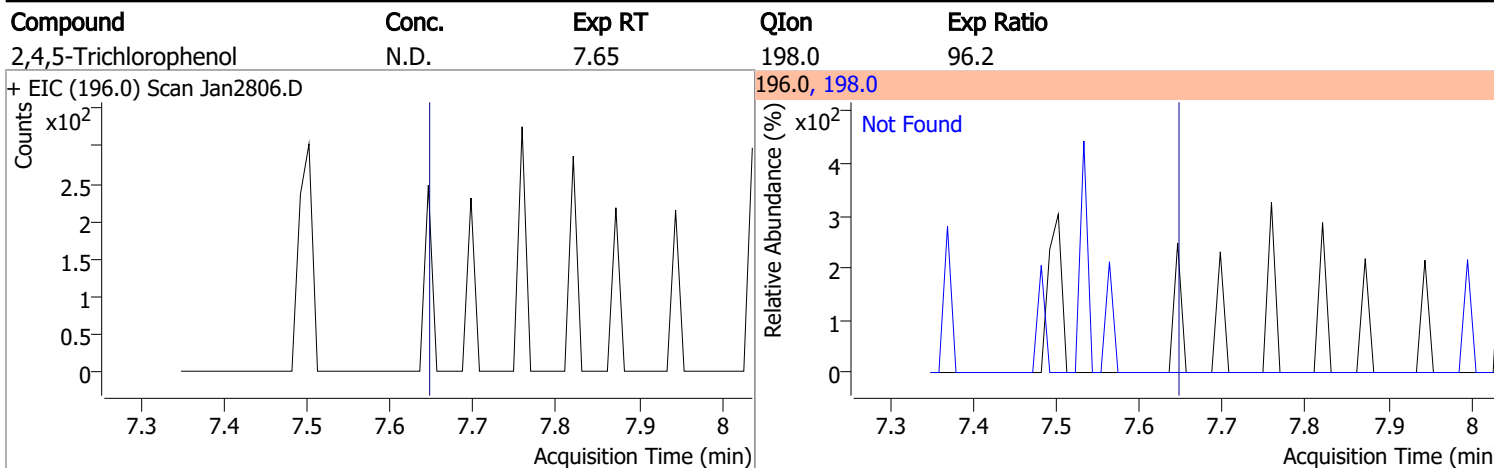 Compound Conc. Exp RT QIon Exp Ratio
2,4,5-Trichlorophenol N.D. 7.65 198.0 96.2
+ EIC (196.0) Scan Jan2806.D
Counts
x10²
2.5
2
1.5
1
0.5
0
7.3 7.4 7.5 7.6 7.7 7.8 7.9 8
Acquisition Time (min)
196.0, 198.0
Relative Abundance (%)
x10²
Not Found
4
3
2
1
0
7.3 7.4 7.5 7.6 7.7 7.8 7.9 8
Acquisition Time (min